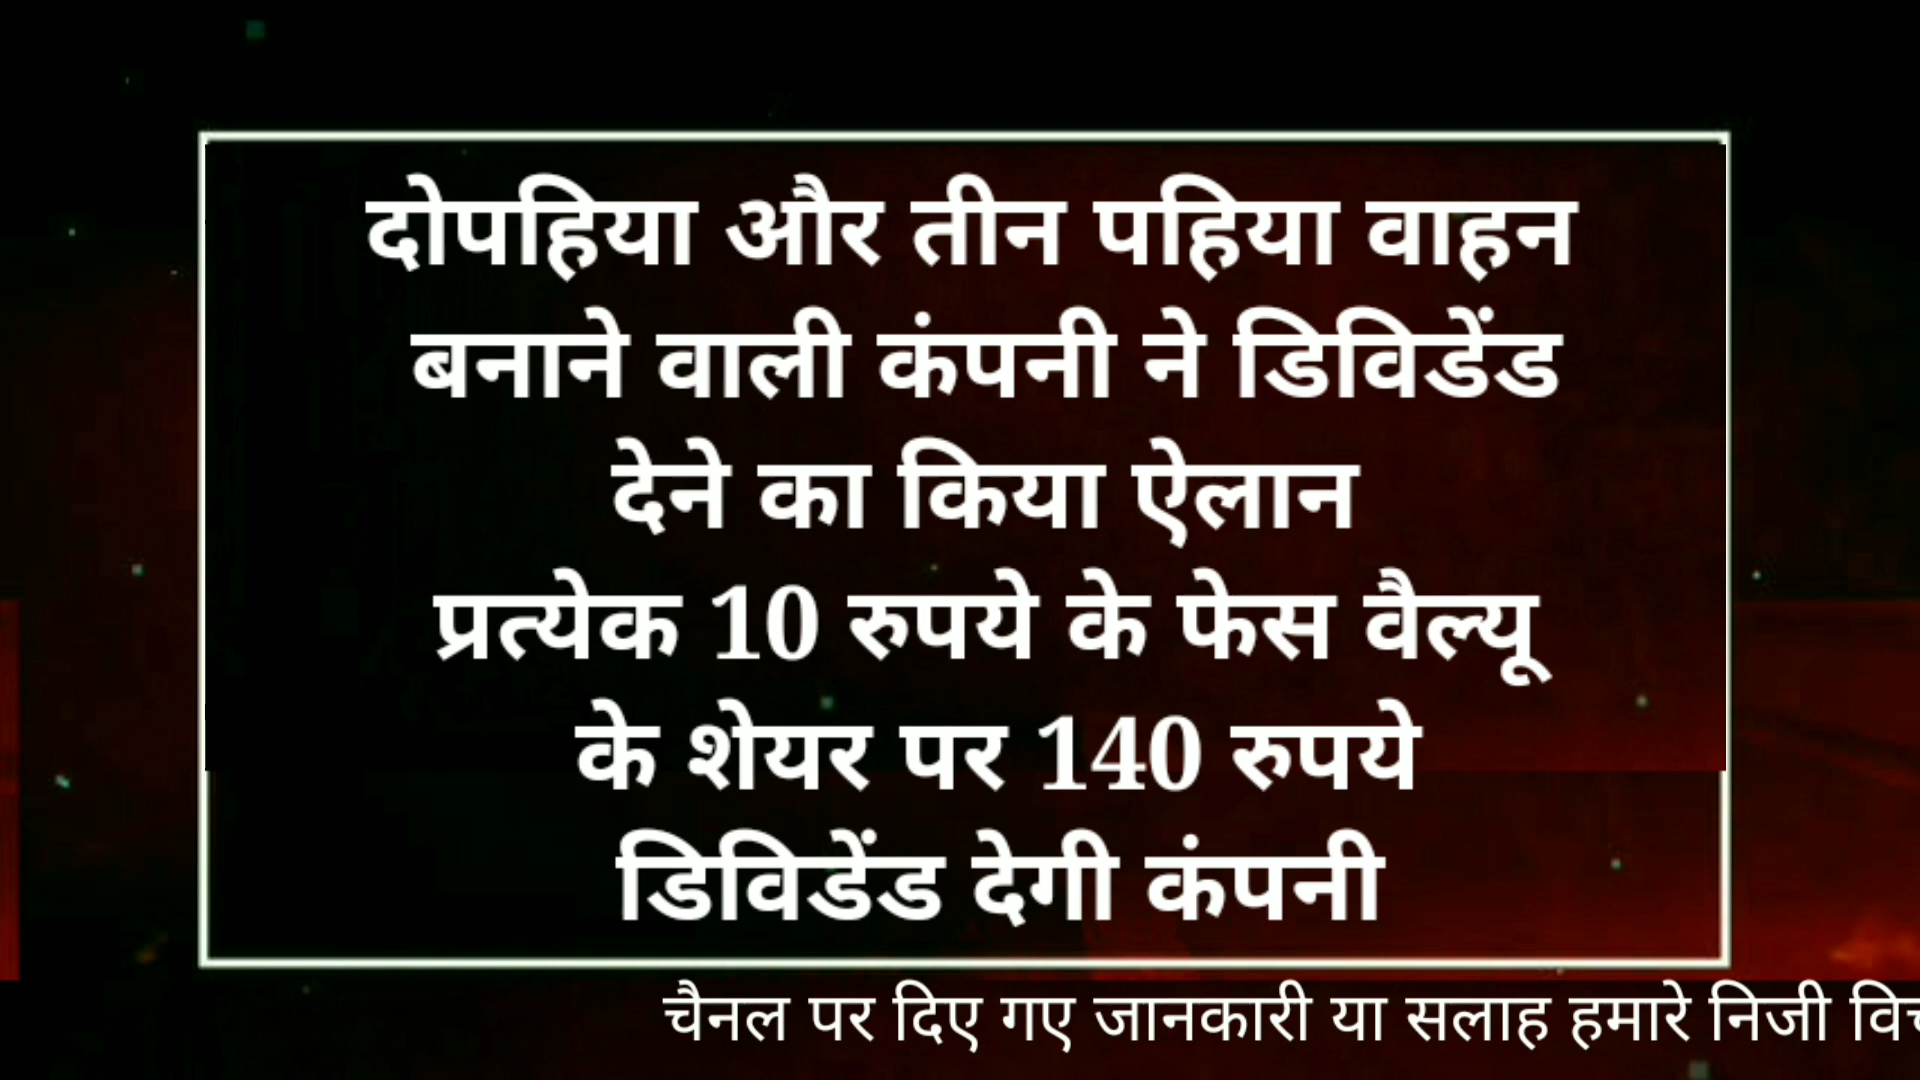 दोपहिया और तीन पहिया वाहन
बनाने वाली कंपनी ने डिविडेंड
देने का किया ऐलान
प्रत्येक 10 रुपये के फेस वैल्यू
के शेयर पर 140 रुपये
डिविडेंड देगी कंपनी
चैनल पर दिए गए जानकारी या सलाह हमारे निजी